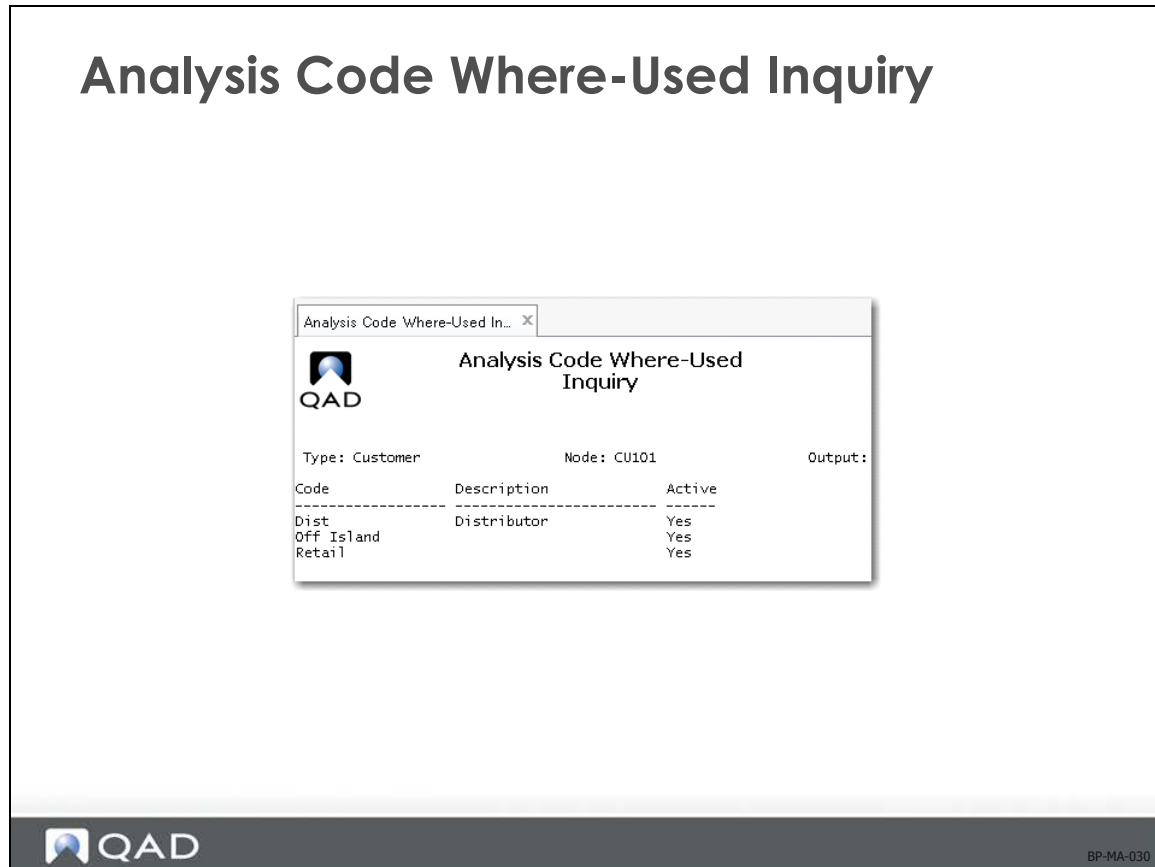 Analysis Code Where-Used Inquiry
Analysis Code Where-Used In... X
QAD
Analysis Code Where-Used
Inquiry
Type: Customer Node: CU101 Output:
Code Description Active
------------------ ------------------------ ------
Dist Distributor Yes
Off Island Yes
Retail Yes
QAD
BP-MA-030